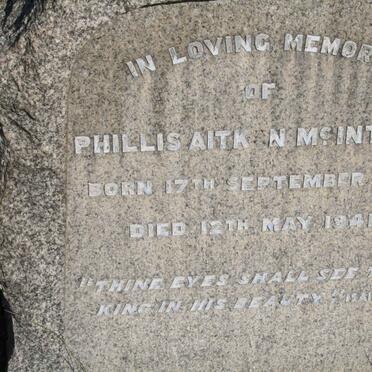 IN LOVING MEMOR
OF
PHILLIS AITK N MCINT
BORN 17TH SEPTEMBER
DIED 12TH MAY 194
"THINE EYES SHALL SEE T
KING IN HIS BEAUTY."